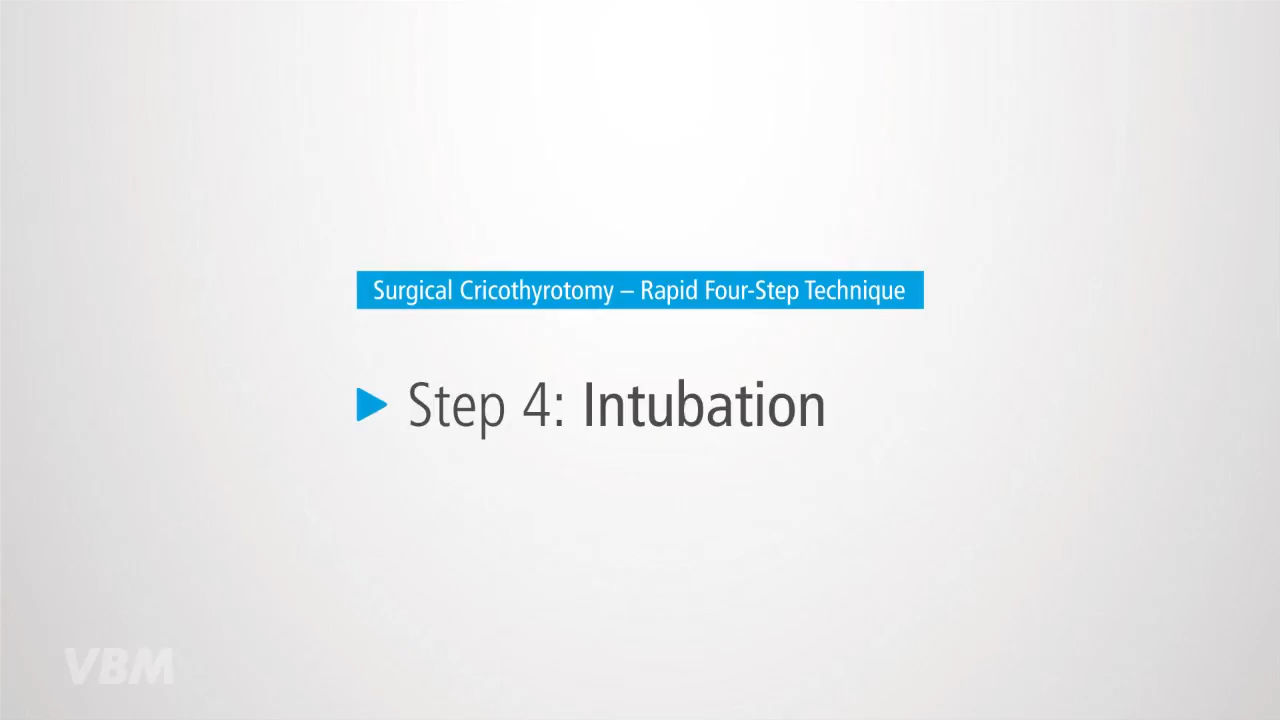 Surgical Cricothyrotomy – Rapid Four-Step Technique
Step 4: Intubation
VBM